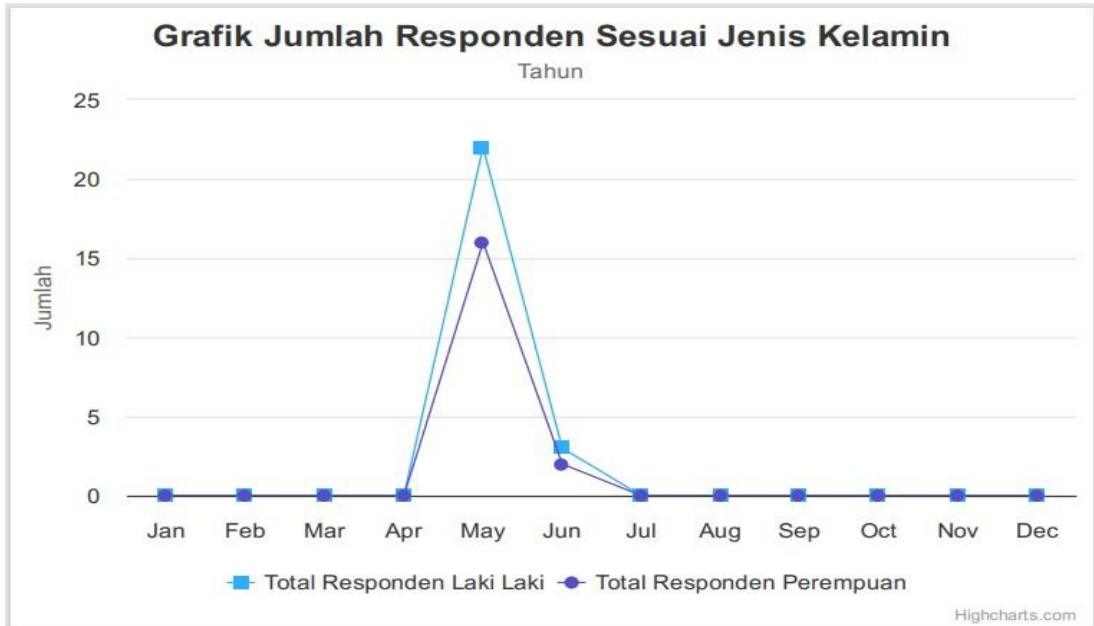 Grafik Jumlah Responden Sesuai Jenis Kelamin
Tahun
Jumlah
25
20
15
10
5
0
Jan Feb Mar Apr May Jun Jul Aug Sep Oct Nov Dec
Total Responden Laki Laki Total Responden Perempuan
Highcharts.com